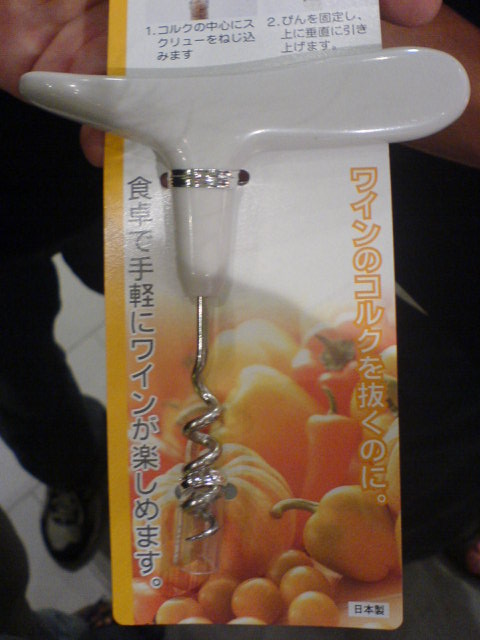 1.コルクの中心にス
クリューをねじ込
みます
2.びんを固定し、
上に垂直に引き
上げます。
ワインのコルクを抜くのに。
食卓で手軽にワインが楽しめます。
日本製